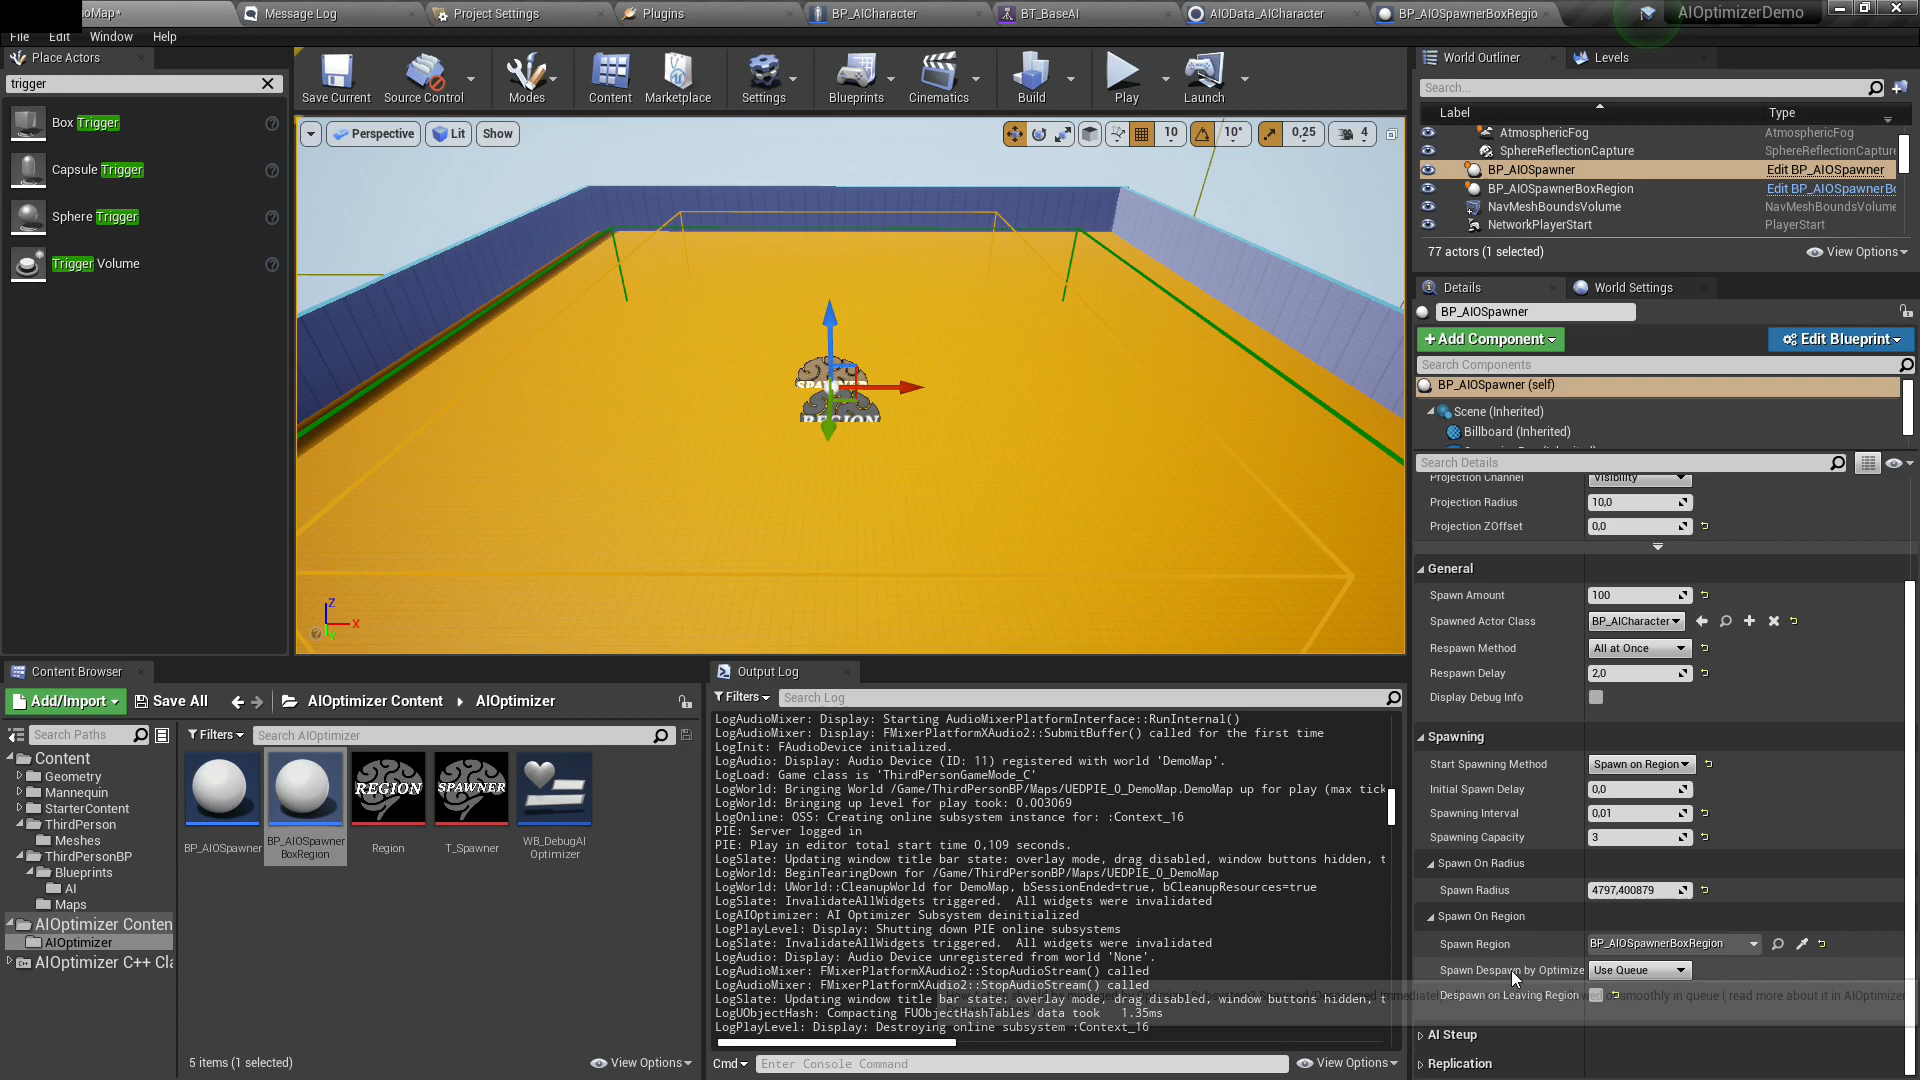 oMap*
Message Log
Project Settings
Plugins
BP_AICharacter
BT_BaseAI
AIOData_AICharacter
BP_AIOSpawnerBoxRegio
AIOptimizerDemo
File
Edit
Window
Help
Place Actors
trigger
Box Trigger
Capsule Trigger
Sphere Trigger
Trigger Volume
Save Current
Source Control
Modes
Content
Marketplace
Settings
Blueprints
Cinematics
Build
Play
Launch
Perspective
Lit
Show
10
10°
0,25
4
SPAWNER
REGION
Z
X
Y
World Outliner
Levels
Search...
Label
Type
AtmosphericFog
AtmosphericFog
SphereReflectionCapture
SphereReflectionCapture
BP_AIOSpawner
Edit BP_AIOSpawner
BP_AIOSpawnerBoxRegion
Edit BP_AIOSpawnerBo
NavMeshBoundsVolume
NavMeshBoundsVolume
NetworkPlayerStart
PlayerStart
77 actors (1 selected)
View Options
Details
World Settings
BP_AIOSpawner
+Add Component
Edit Blueprint
Search Components
BP_AIOSpawner (self)
Scene (Inherited)
Billboard (Inherited)
Search Details
Projection Channel
Visibility
Projection Radius
10,0
Projection ZOffset
0,0
General
Spawn Amount
100
Spawned Actor Class
BP_AICharacter
Respawn Method
All at Once
Respawn Delay
2,0
Display Debug Info
Spawning
Start Spawning Method
Spawn on Region
Initial Spawn Delay
0,0
Spawning Interval
0,01
Spawning Capacity
3
Spawn On Radius
Spawn Radius
4797,400879
Spawn On Region
Spawn Region
BP_AIOSpawnerBoxRegion
Spawn Despawn by Optimize
Use Queue
Despawn on Leaving Region
AI Steup
Replication
Content Browser
Add/Import
Save All
AIOptimizer Content
AIOptimizer
Search Paths
Filters
Search AIOptimizer
Content
Geometry
Mannequin
StarterContent
ThirdPerson
Meshes
ThirdPersonBP
Blueprints
AI
Maps
AIOptimizer Conten
AIOptimizer
AIOptimizer C++ Cla
BP_AIOSpawner
BP_AIOSpawner
BoxRegion
REGION
Region
SPAWNER
T_Spawner
WB_DebugAI
Optimizer
5 items (1 selected)
View Options
Output Log
Filters
Search Log
LogAudioMixer: Display: Starting AudioMixerPlatformInterface::RunInternal()
LogAudioMixer: Display: FMixerPlatformXAudio2::SubmitBuffer() called for the first time
LogInit: FAudioDevice initialized.
LogAudio: Display: Audio Device (ID: 11) registered with world 'DemoMap'.
LogLoad: Game class is 'ThirdPersonGameMode_C'
LogWorld: Bringing World /Game/ThirdPersonBP/Maps/UEDPIE_0_DemoMap.DemoMap up for play (max tick
LogWorld: Bringing up level for play took: 0.003069
LogOnline: OSS: Creating online subsystem instance for: :Context_16
PIE: Server logged in
PIE: Play in editor total start time 0,109 seconds.
LogSlate: Updating window title bar state: overlay mode, drag disabled, window buttons hidden, t
LogWorld: BeginTearingDown for /Game/ThirdPersonBP/Maps/UEDPIE_0_DemoMap
LogWorld: UWorld::CleanupWorld for DemoMap, bSessionEnded=true, bCleanupResources=true
LogSlate: InvalidateAllWidgets triggered.  All widgets were invalidated
LogAIOptimizer: AI Optimizer Subsystem deinitialized
LogPlayLevel: Display: Shutting down PIE online subsystems
LogSlate: InvalidateAllWidgets triggered.  All widgets were invalidated
LogAudio: Display: Audio Device unregistered from world 'None'.
LogAudioMixer: FMixerPlatformXAudio2::StopAudioStream() called
LogAudioMixer: FMixerPlatformXAudio2::StopAudioStream() called
LogSlate: Updating window title bar state: overlay mode, drag disabled, window buttons hidden, t
LogUObjectHash: Compacting FUObjectHashTables data took   1.35ms
LogPlayLevel: Display: Destroying online subsystem :Context_16
Cmd
Enter Console Command
View Options
smoothly in queue ( read more about it in AIOptimizer